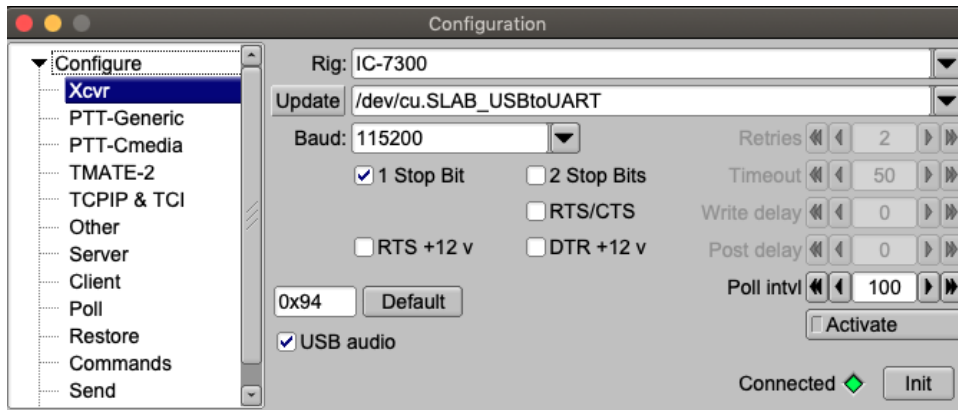 Configuration
Configure
Xcvr
PTT-Generic
PTT-Cmedia
TMATE-2
TCPIP & TCI
Other
Server
Client
Poll
Restore
Commands
Send
Rig: IC-7300
Update /dev/cu.SLAB_USBtoUART
Baud: 115200
1 Stop Bit 2 Stop Bits
RTS/CTS
RTS +12 v DTR +12 v
0x94 Default
USB audio
Retries 2
Timeout 50
Write delay 0
Post delay 0
Poll intvl 100
Activate
Connected Init